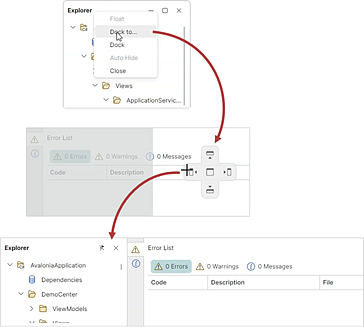 Explorer
Float
Dock to...
Dock
Auto Hide
Close
Views
ApplicationServic...
Error List
0 Errors 0 Warnings 0 Messages
Code Description
Explorer
AvaloniaApplication
Dependencies
DemoCenter
ViewModels
Views
Error List
0 Errors 0 Warnings 0 Messages
Code Description File